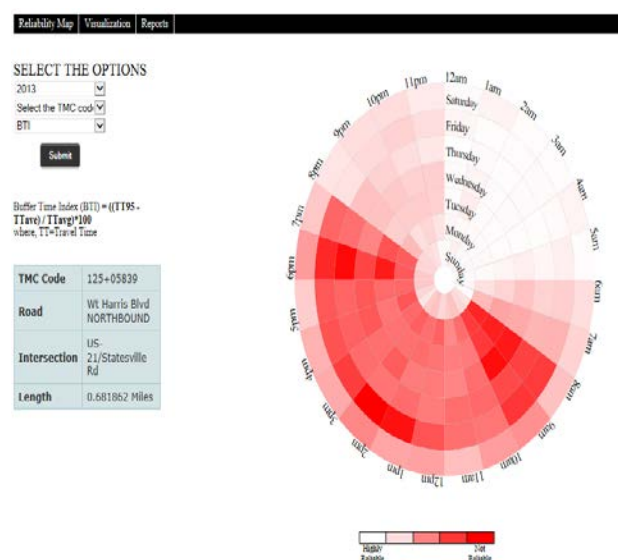 Reliability Map Visualization Reports
SELECT THE OPTIONS
2013
Select the TMC cod
BTI
Submit
Buffer Time Index (BTI) = ((TT95 -
TTave) / TTavg)*100
where, TT=Travel Time
TMC Code 125+05839
Road Wt Harris Blvd
NORTHBOUND
Intersection US-
21/Statesville
Rd
Length 0.681862 Miles
12am
1am
2am
3am
4am
5am
6am
7am
8am
9am
10am
11am
12pm
1pm
2pm
3pm
4pm
5pm
6pm
7pm
8pm
9pm
10pm
11pm
Saturday
Friday
Thursday
Wednesday
Tuesday
Monday
Sunday
Highly
Reliable
Not
Reliable